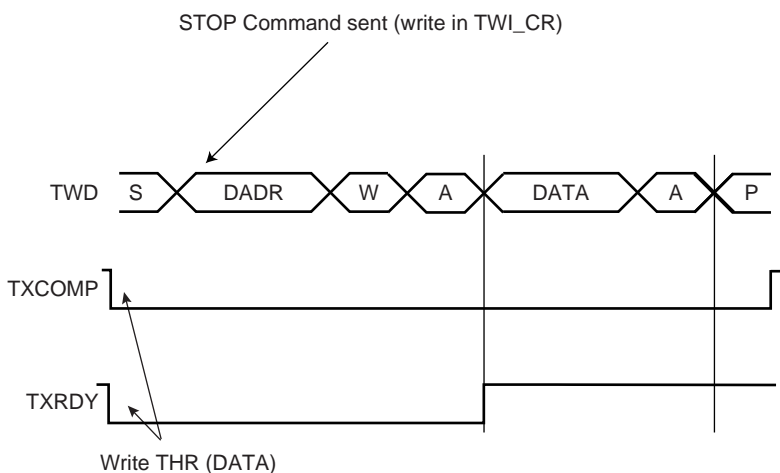 STOP Command sent (write in TWI_CR)
TWD S DADR W A DATA A P
TXCOMP
TXRDY
Write THR (DATA)